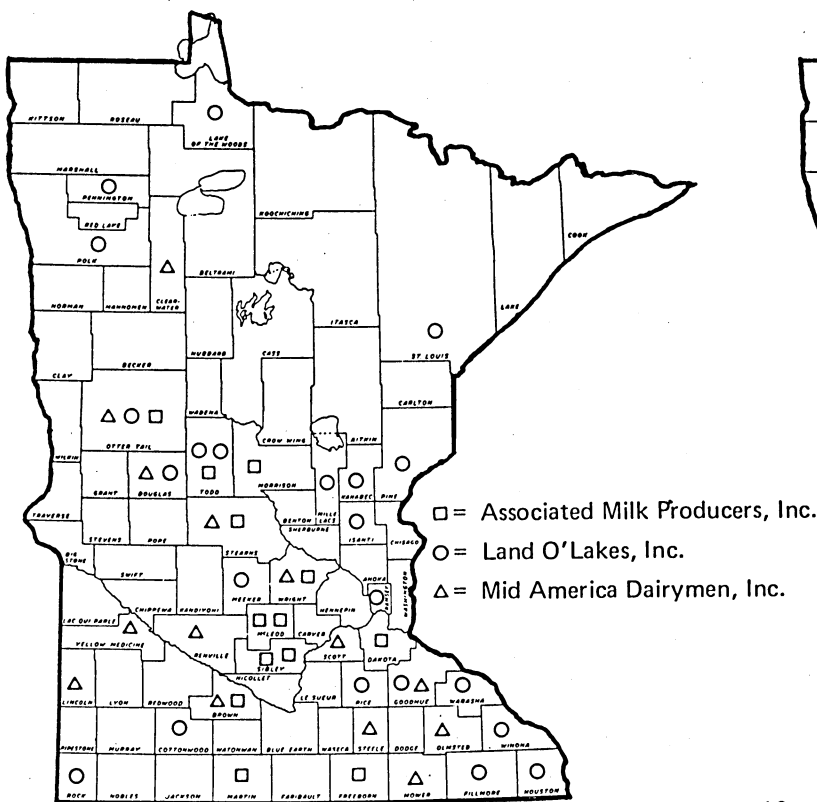 KITTSON
ROSEAU
LAKE
OF THE WOODS
MARSHALL
PENNINGTON
RED LAKE
KOOCHICHING
COOK
POLK
BELTRAMI
NORMAN
MAHNOMEN
CLEAR-
WATER
LAKE
ITASCA
HUBBARD
CASS
ST LOUIS
BECKER
CLAY
CARLTON
WADENA
CROW WING
AITKIN
OTTER TAIL
WILKIN
GRANT
DOUGLAS
TODD
MORRISON
KANABEC
PINE
MILLE
LACS
TRAVERSE
BENTON
SHERBURNE
ISANTI
CHISAGO
STEVENS
POPE
STEARNS
BIG
STONE
SWIFT
ANOKA
RAMSEY
WASHINGTON
MEEKER
WRIGHT
HENNEPIN
CHIPPEWA
KANDIYOHI
LAC QUI PARLE
MCLEOD
CARVER
YELLOW MEDICINE
RENVILLE
SCOTT
DAKOTA
SIBLEY
NICOLLET
LINCOLN
LYON
REDWOOD
LE SUEUR
RICE
GOODHUE
WABASHA
BROWN
PIPESTONE
MURRAY
COTTONWOOD
WATONWAN
BLUE EARTH
WASECA
STEELE
DODGE
OLMSTED
WINONA
ROCK
NOBLES
JACKSON
MARTIN
FARIBAULT
FREEBORN
MOWER
FILLMORE
HOUSTON
□ = Associated Milk Producers, Inc.
○ = Land O'Lakes, Inc.
△ = Mid America Dairymen, Inc.